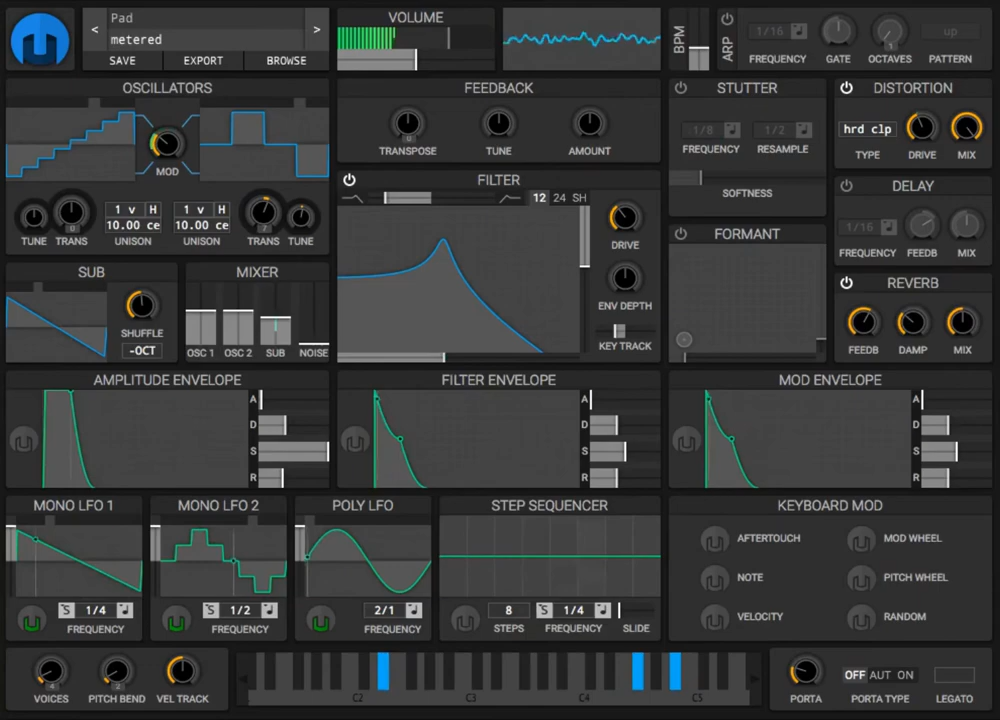 Pad
VOLUME
<
metered
>
SAVE
EXPORT
BROWSE
BPM
ARP
1/16
up
1
FREQUENCY
GATE
OCTAVES
PATTERN
OSCILLATORS
MOD
TUNE
0
TRANS
1 v H
10.00 ce
UNISON
1 v H
10.00 ce
UNISON
7
TRANS
TUNE
FEEDBACK
0
TRANSPOSE
TUNE
AMOUNT
FILTER
12 24 SH
DRIVE
ENV DEPTH
KEY TRACK
STUTTER
1/8
1/2
FREQUENCY
RESAMPLE
SOFTNESS
FORMANT
DISTORTION
hrd clp
TYPE
DRIVE
MIX
DELAY
1/16
FREQUENCY
FEEDB
MIX
REVERB
FEEDB
DAMP
MIX
SUB
SHUFFLE
-OCT
MIXER
OSC 1
OSC 2
SUB
NOISE
AMPLITUDE ENVELOPE
A
D
S
R
FILTER ENVELOPE
A
D
S
R
MOD ENVELOPE
A
D
S
R
MONO LFO 1
S
1/4
FREQUENCY
MONO LFO 2
S
1/2
FREQUENCY
POLY LFO
2/1
FREQUENCY
STEP SEQUENCER
8
STEPS
S
1/4
FREQUENCY
SLIDE
KEYBOARD MOD
AFTERTOUCH
MOD WHEEL
NOTE
PITCH WHEEL
VELOCITY
RANDOM
4
VOICES
2
PITCH BEND
VEL TRACK
C2
C3
C4
C5
PORTA
OFF AUT ON
PORTA TYPE
LEGATO